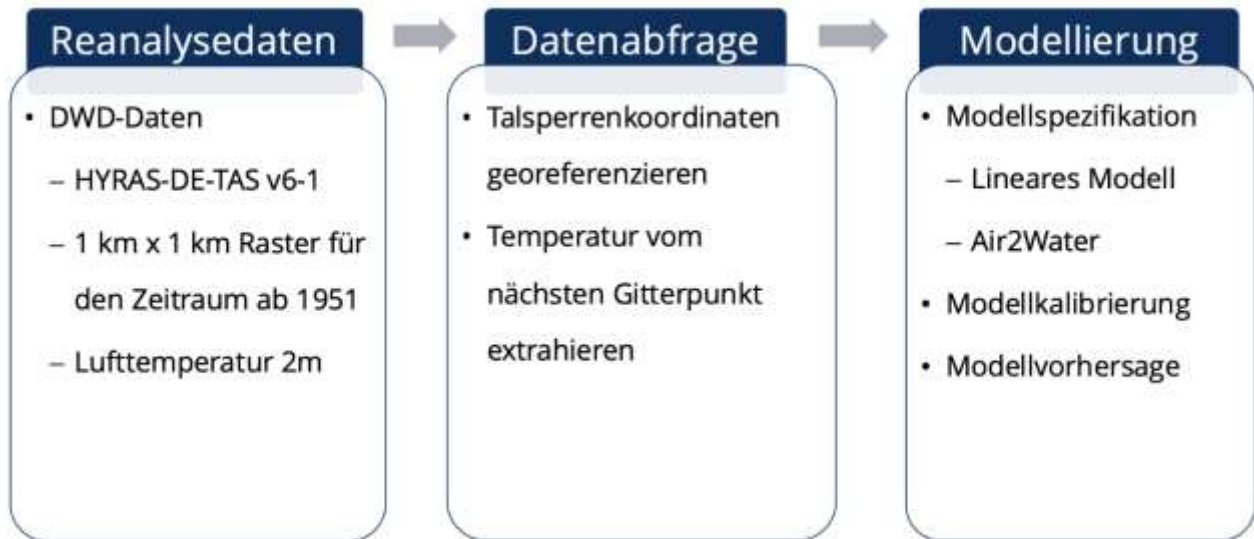 Reanalysedaten
• DWD-Daten
– HYRAS-DE-TAS v6-1
– 1 km x 1 km Raster für
den Zeitraum ab 1951
– Lufttemperatur 2m
Datenabfrage
• Talsperrenkoordinaten
georeferenzieren
• Temperatur vom
nächsten Gitterpunkt
extrahieren
Modellierung
• Modellspezifikation
– Lineares Modell
– Air2Water
• Modellkalibrierung
• Modellvorhersage